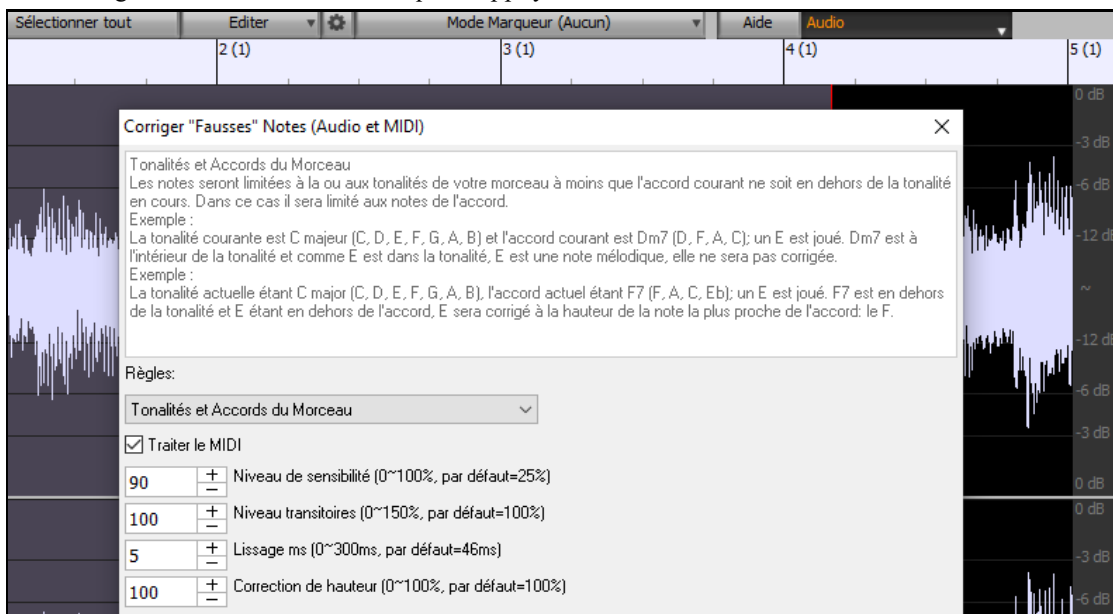 Sélectionner tout Editer Mode Marqueur (Aucun) Aide Audio
2 (1) 3 (1) 4 (1) 5 (1)
0 dB
Corriger "Fausses" Notes (Audio et MIDI)
-3 dB
Tonalités et Accords du Morceau
Les notes seront limitées à la ou aux tonalités de votre morceau à moins que l'accord courant ne soit en dehors de la tonalité
-6 dB
en cours. Dans ce cas il sera limité aux notes de l'accord.
Exemple :
La tonalité courante est C majeur (C, D, E, F, G, A, B) et l'accord courant est Dm7 (D, F, A, C); un E est joué. Dm7 est à
-12 dB
l'intérieur de la tonalité et comme E est dans la tonalité, E est une note mélodique, elle ne sera pas corrigée.
Exemple :
La tonalité actuelle étant C major (C, D, E, F, G, A, B), l'accord actuel étant F7 (F, A, C, Eb); un E est joué. F7 est en dehors
~
de la tonalité et E étant en dehors de l'accord, E sera corrigé à la hauteur de la note la plus proche de l'accord: le F.
-12 dB
Règles:
-6 dB
Tonalités et Accords du Morceau
-3 dB
Traiter le MIDI
90 + − Niveau de sensibilité (0~100%, par défaut=25%)
0 dB
0 dB
100 + − Niveau transitoires (0~150%, par défaut=100%)
5 + − Lissage ms (0~300ms, par défaut=46ms)
-3 dB
100 + − Correction de hauteur (0~100%, par défaut=100%)
-6 dB